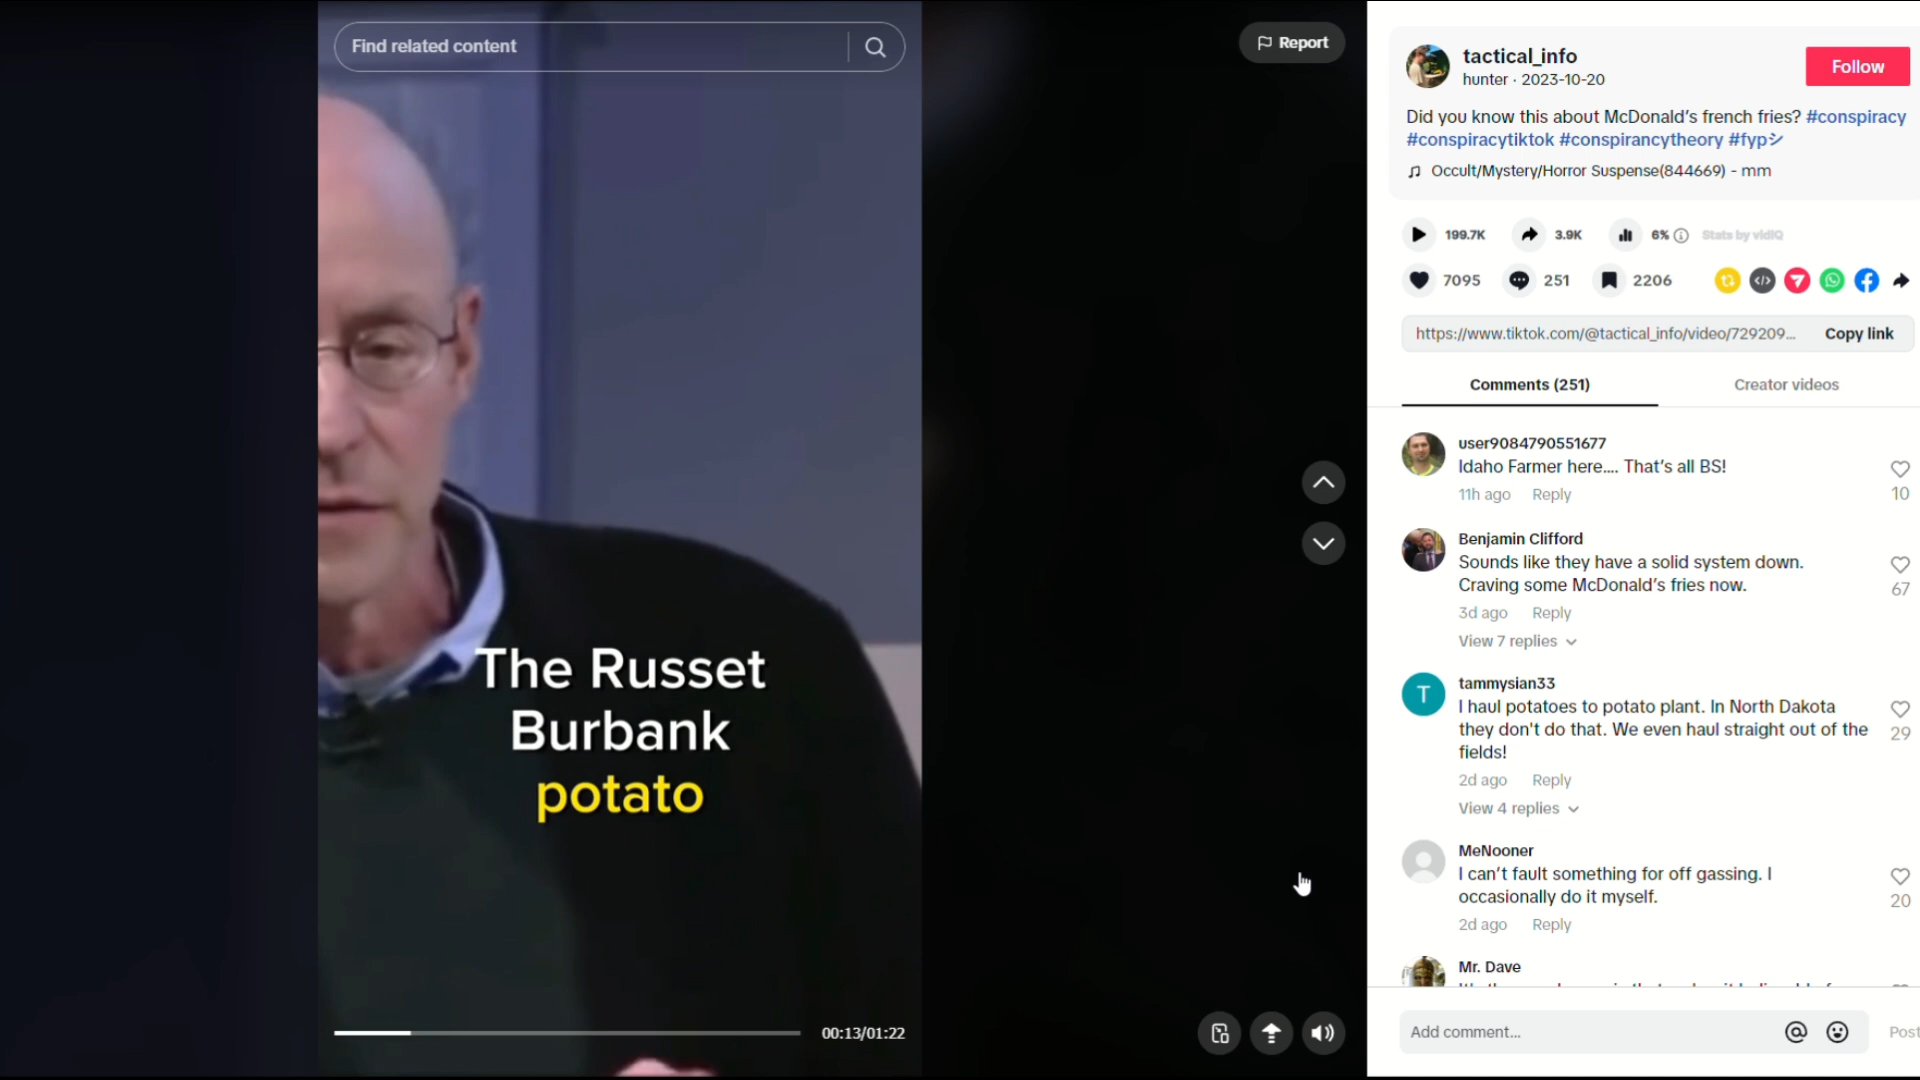 Find related content
Report
The Russet
Burbank
potato
00:13/01:22
tactical_info
hunter · 2023-10-20
Follow
Did you know this about McDonald's french fries? #conspiracy
#conspiracytiktok #conspirancytheory #fypシ
Occult/Mystery/Horror Suspense(844669) - mm
199.7K
3.9K
6%
Stats by vidIQ
7095
251
2206
https://www.tiktok.com/@tactical_info/video/729209...
Copy link
Comments (251)
Creator videos
user9084790551677
Idaho Farmer here.... That's all BS!
11h ago Reply
10
Benjamin Clifford
Sounds like they have a solid system down.
Craving some McDonald's fries now.
67
3d ago Reply
View 7 replies
T
tammysian33
I haul potatoes to potato plant. In North Dakota
they don't do that. We even haul straight out of the
fields!
29
2d ago Reply
View 4 replies
MeNooner
I can't fault something for off gassing. I
occasionally do it myself.
20
2d ago Reply
Mr. Dave
Add comment...
Post